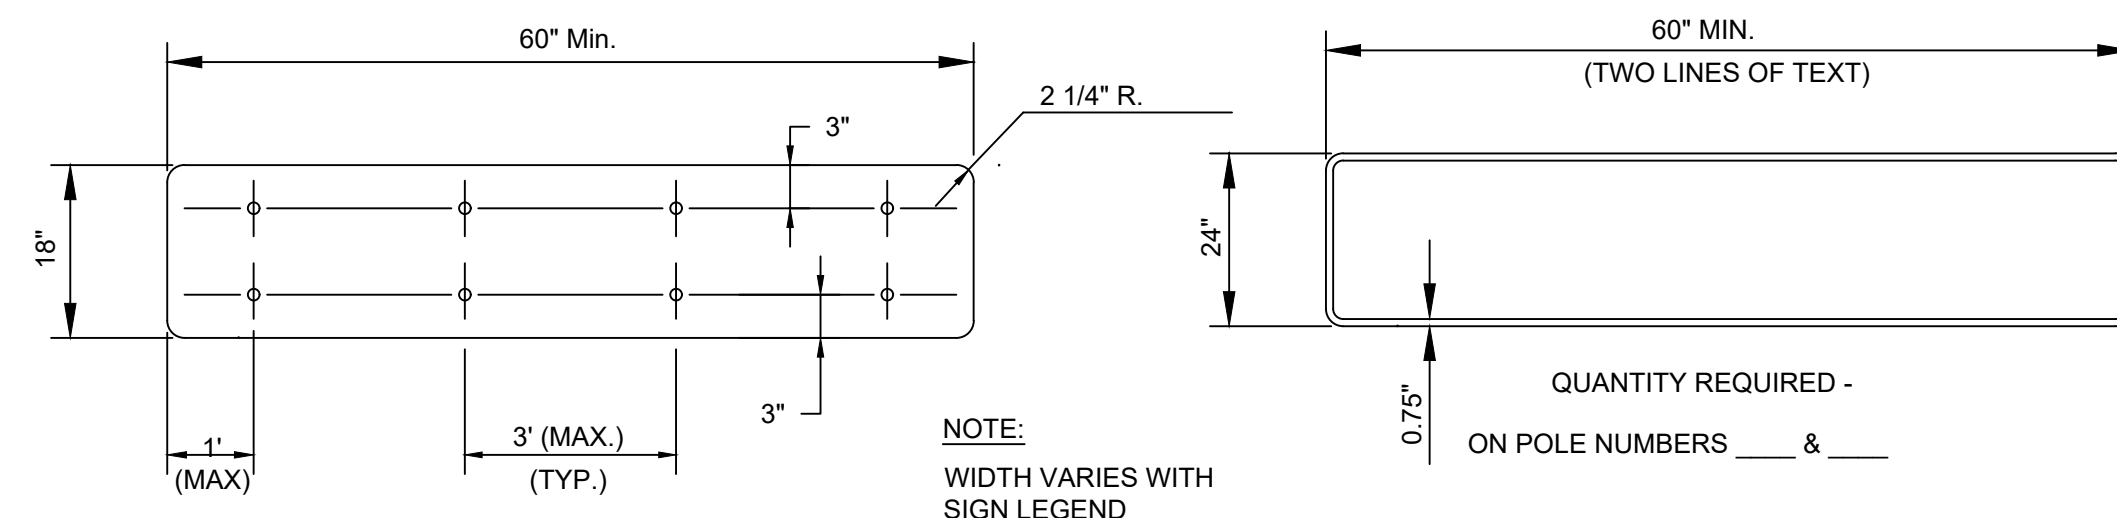 60" Min.
2 1/4" R.
3"
18"
3"
1'
(MAX)
3' (MAX.)
(TYP.)
NOTE:
WIDTH VARIES WITH
SIGN LEGEND
60" MIN.
(TWO LINES OF TEXT)
24"
0.75"
QUANTITY REQUIRED -
ON POLE NUMBERS ____ & ____